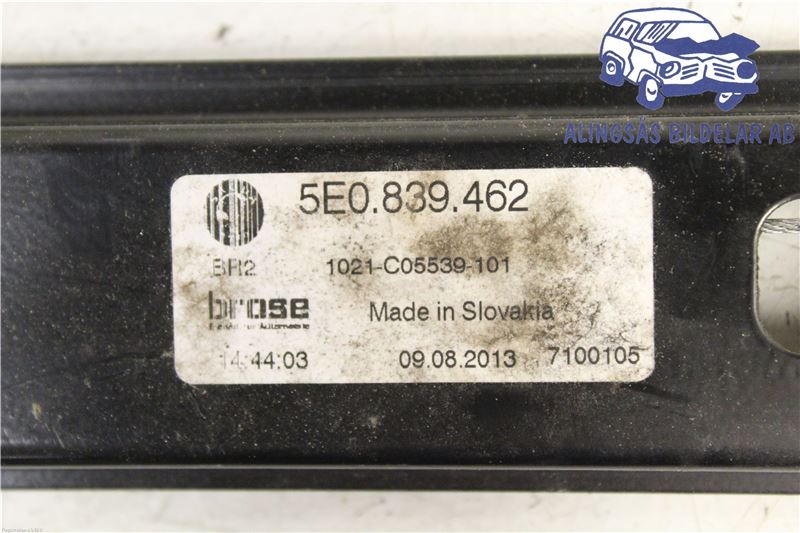 ALINGSÅS BILDELAR AB
5E0.839.462
BR2
1021-C05539-101
brose
Made in Slovakia
14:44:03
09.08.2013
7100105